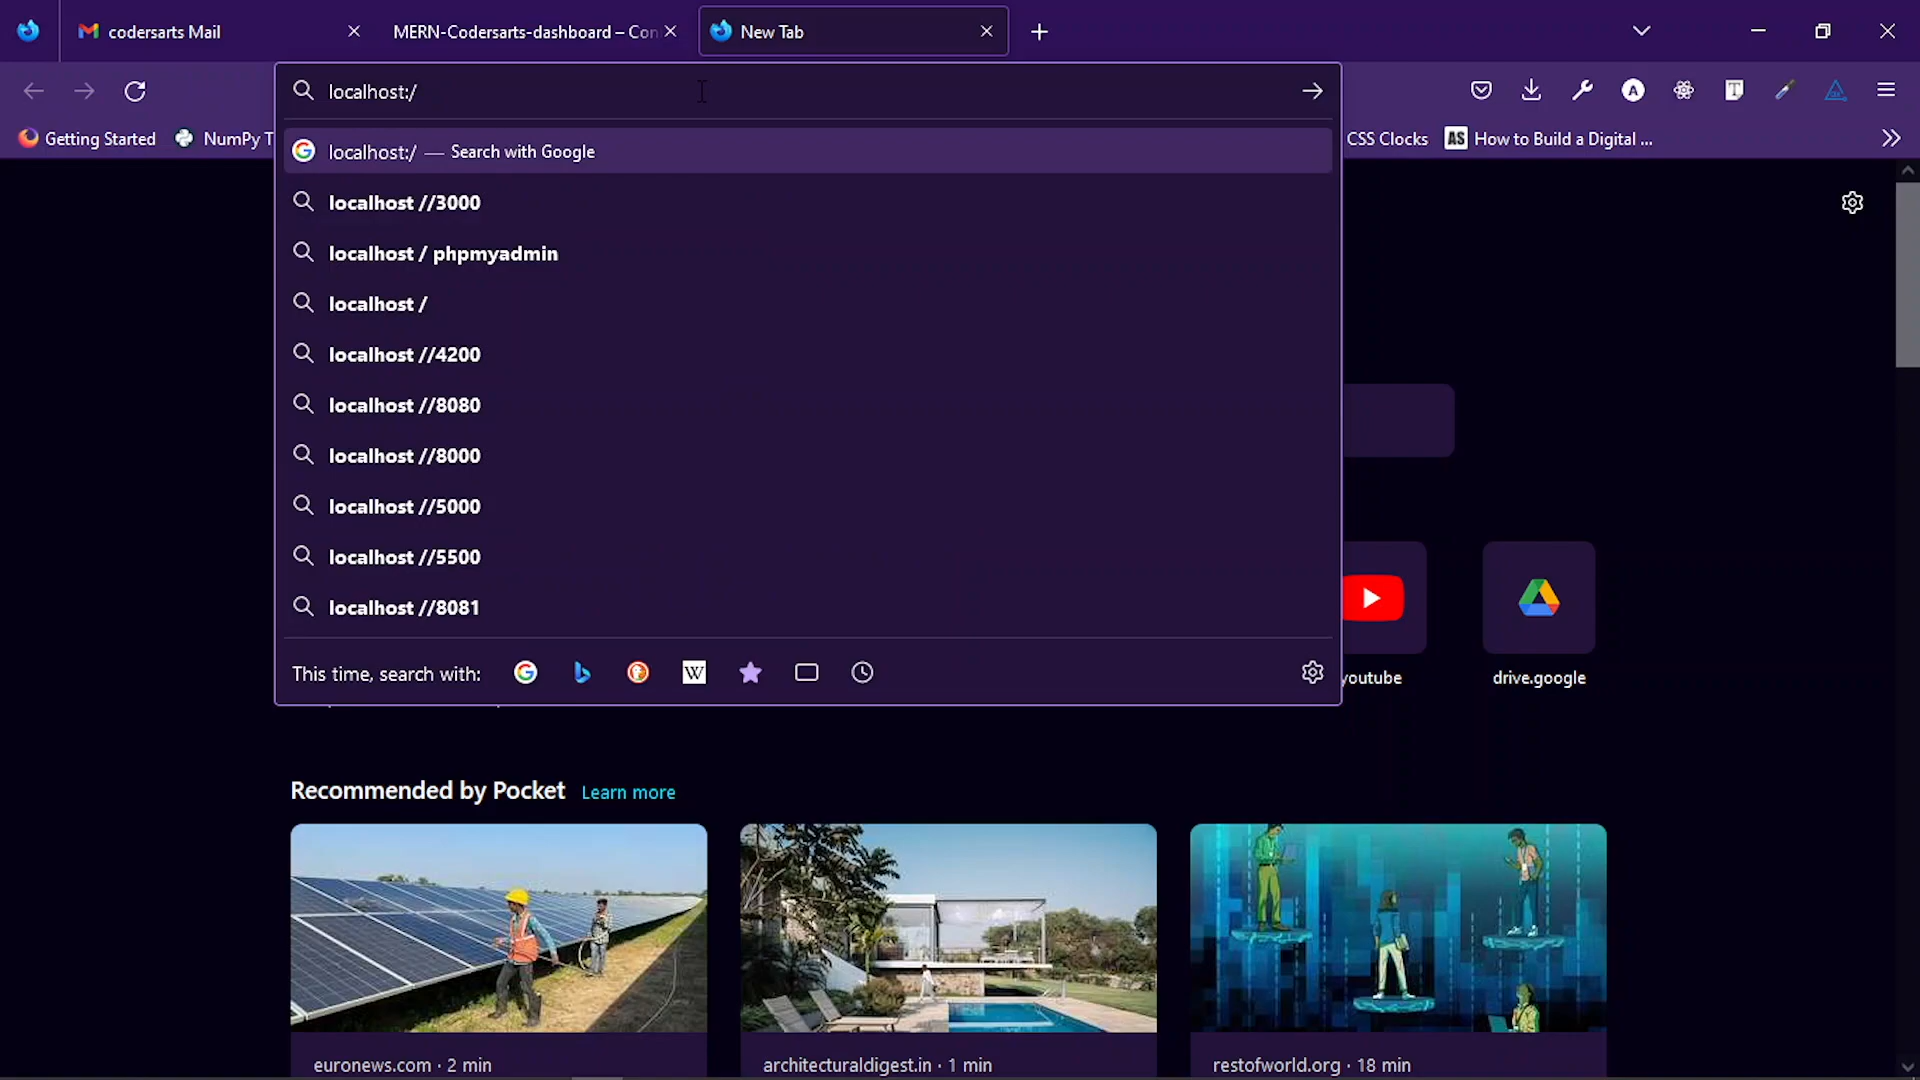 codersarts Mail
MERN-Codersarts-dashboard – Con
New Tab
localhost:/
Getting Started
NumPy T
CSS Clocks
AS
How to Build a Digital ...
localhost:/ — Search with Google
localhost //3000
localhost / phpmyadmin
localhost /
localhost //4200
localhost //8080
localhost //8000
localhost //5000
localhost //5500
localhost //8081
This time, search with:
W
youtube
drive.google
Recommended by Pocket Learn more
euronews.com · 2 min
architecturaldigest.in · 1 min
restofworld.org · 18 min